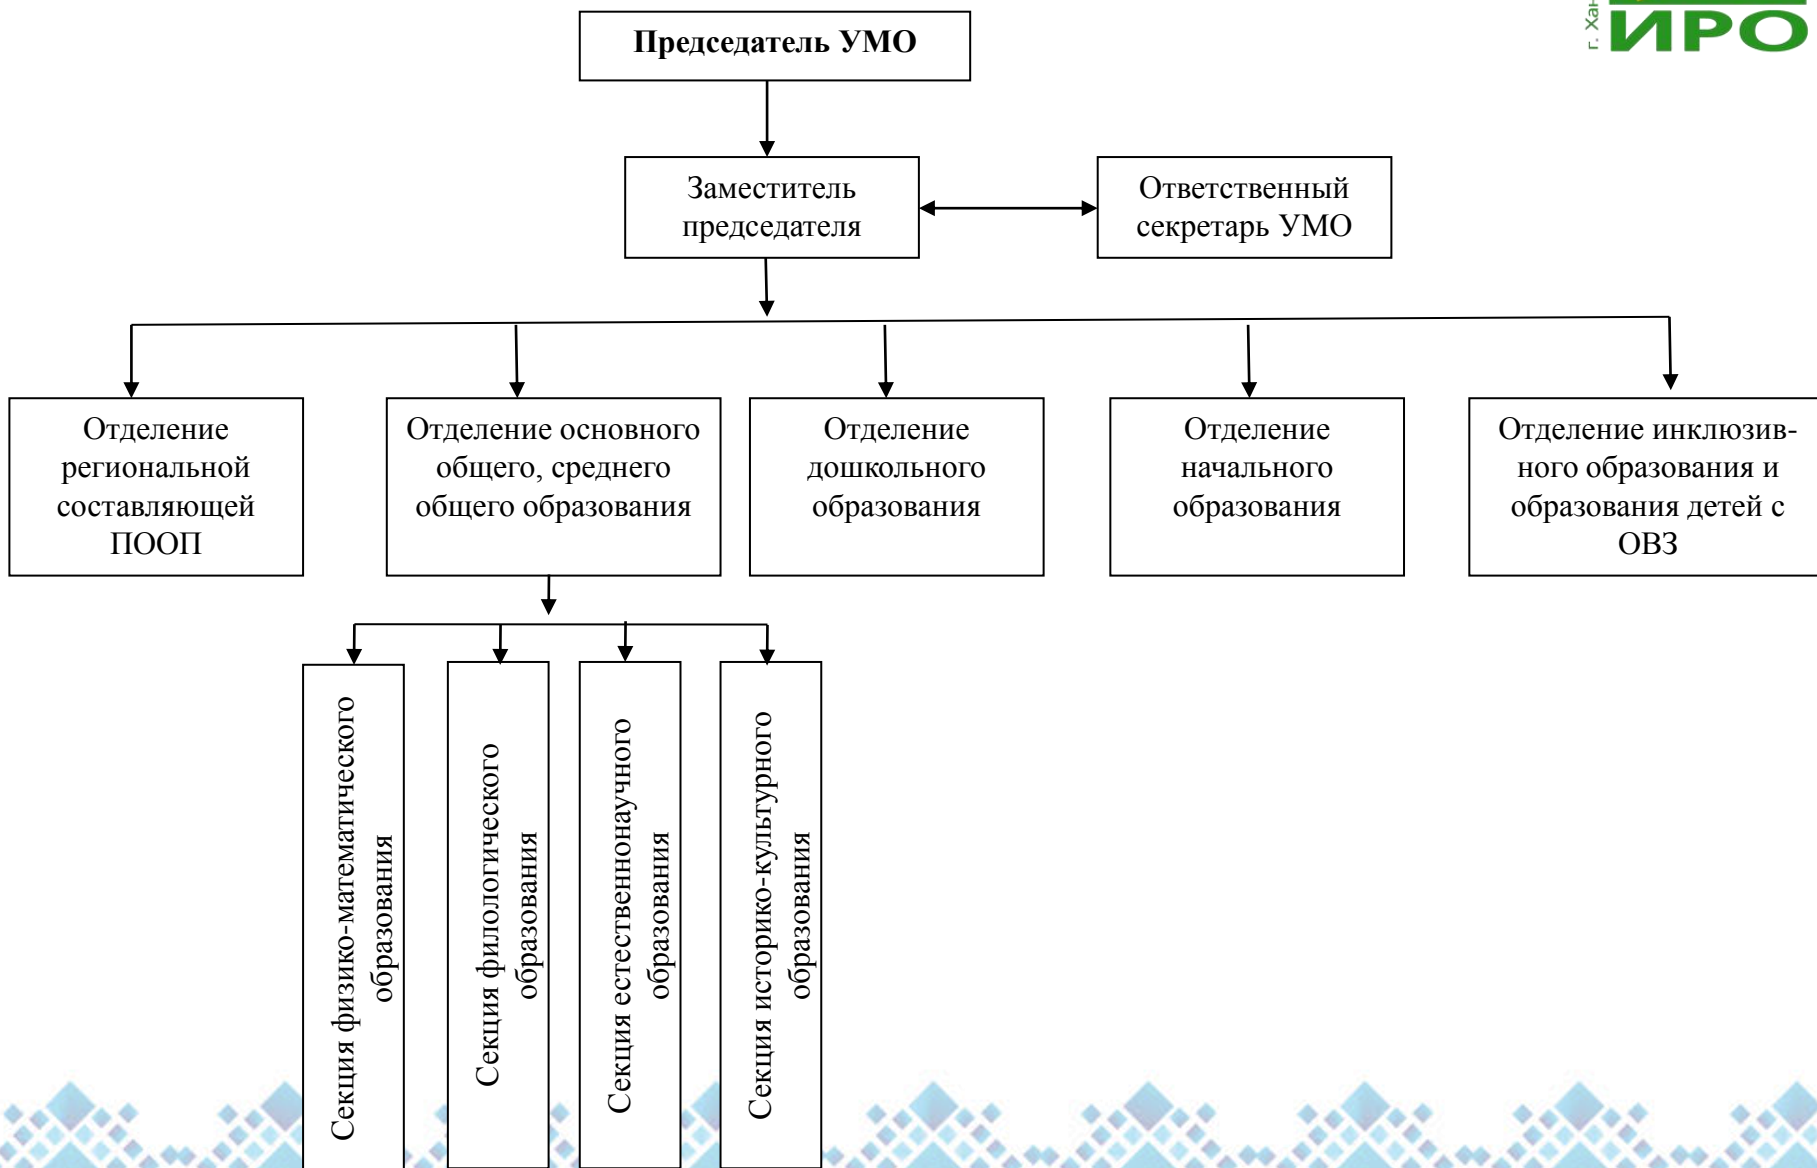 г. Хан
ИРО
Председатель УМО
Заместитель
председателя
Ответственный
секретарь УМО
Отделение
региональной
составляющей
ПООП
Отделение основного
общего, среднего
общего образования
Отделение
дошкольного
образования
Отделение
начального
образования
Отделение инклюзив-
ного образования и
образования детей с
ОВЗ
Секция физико-математического
образования
Секция филологического
образования
Секция естественнонаучного
образования
Секция историко-культурного
образования